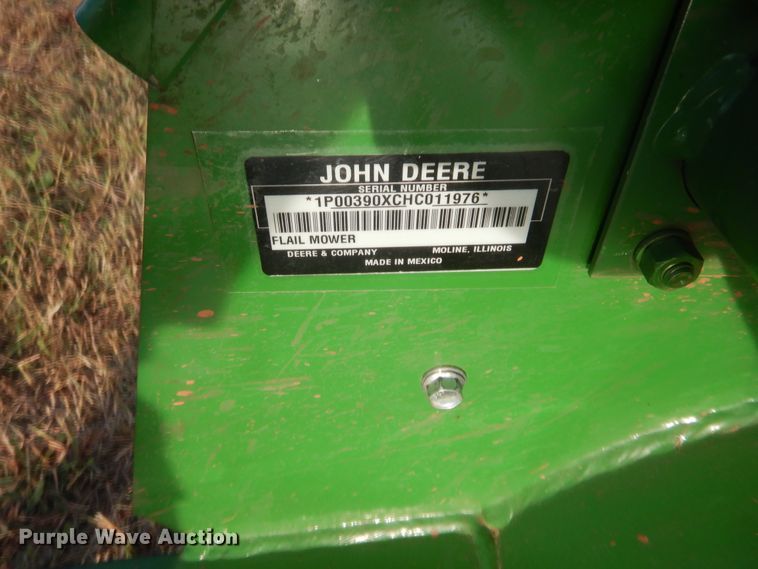 JOHN DEERE
SERIAL NUMBER
*1P00390XCHC011976*
FLAIL MOWER
DEERE & COMPANY MOLINE, ILLINOIS
MADE IN MEXICO
Purple Wave Auction®